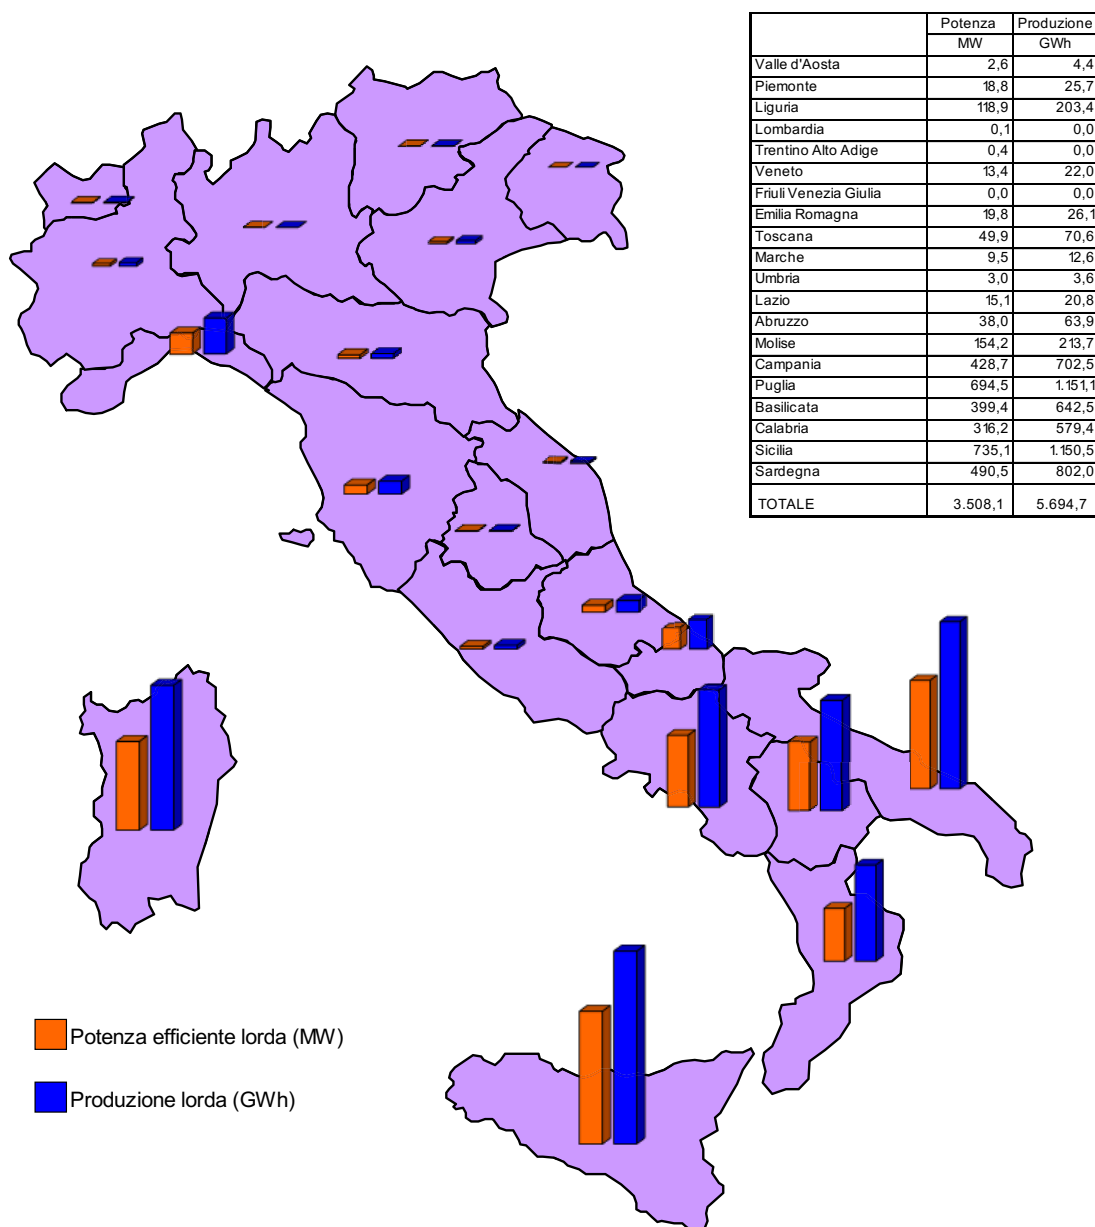 Potenza Produzione
MW GWh
Valle d'Aosta 2,6 4,4
Piemonte 18,8 25,7
Liguria 118,9 203,4
Lombardia 0,1 0,0
Trentino Alto Adige 0,4 0,0
Veneto 13,4 22,0
Friuli Venezia Giulia 0,0 0,0
Emilia Romagna 19,8 26,1
Toscana 49,9 70,6
Marche 9,5 12,6
Umbria 3,0 3,6
Lazio 15,1 20,8
Abruzzo 38,0 63,9
Molise 154,2 213,7
Campania 428,7 702,5
Puglia 694,5 1.151,1
Basilicata 399,4 642,5
Calabria 316,2 579,4
Sicilia 735,1 1.150,5
Sardegna 490,5 802,0
TOTALE 3.508,1 5.694,7
Potenza efficiente lorda (MW)
Produzione lorda (GWh)